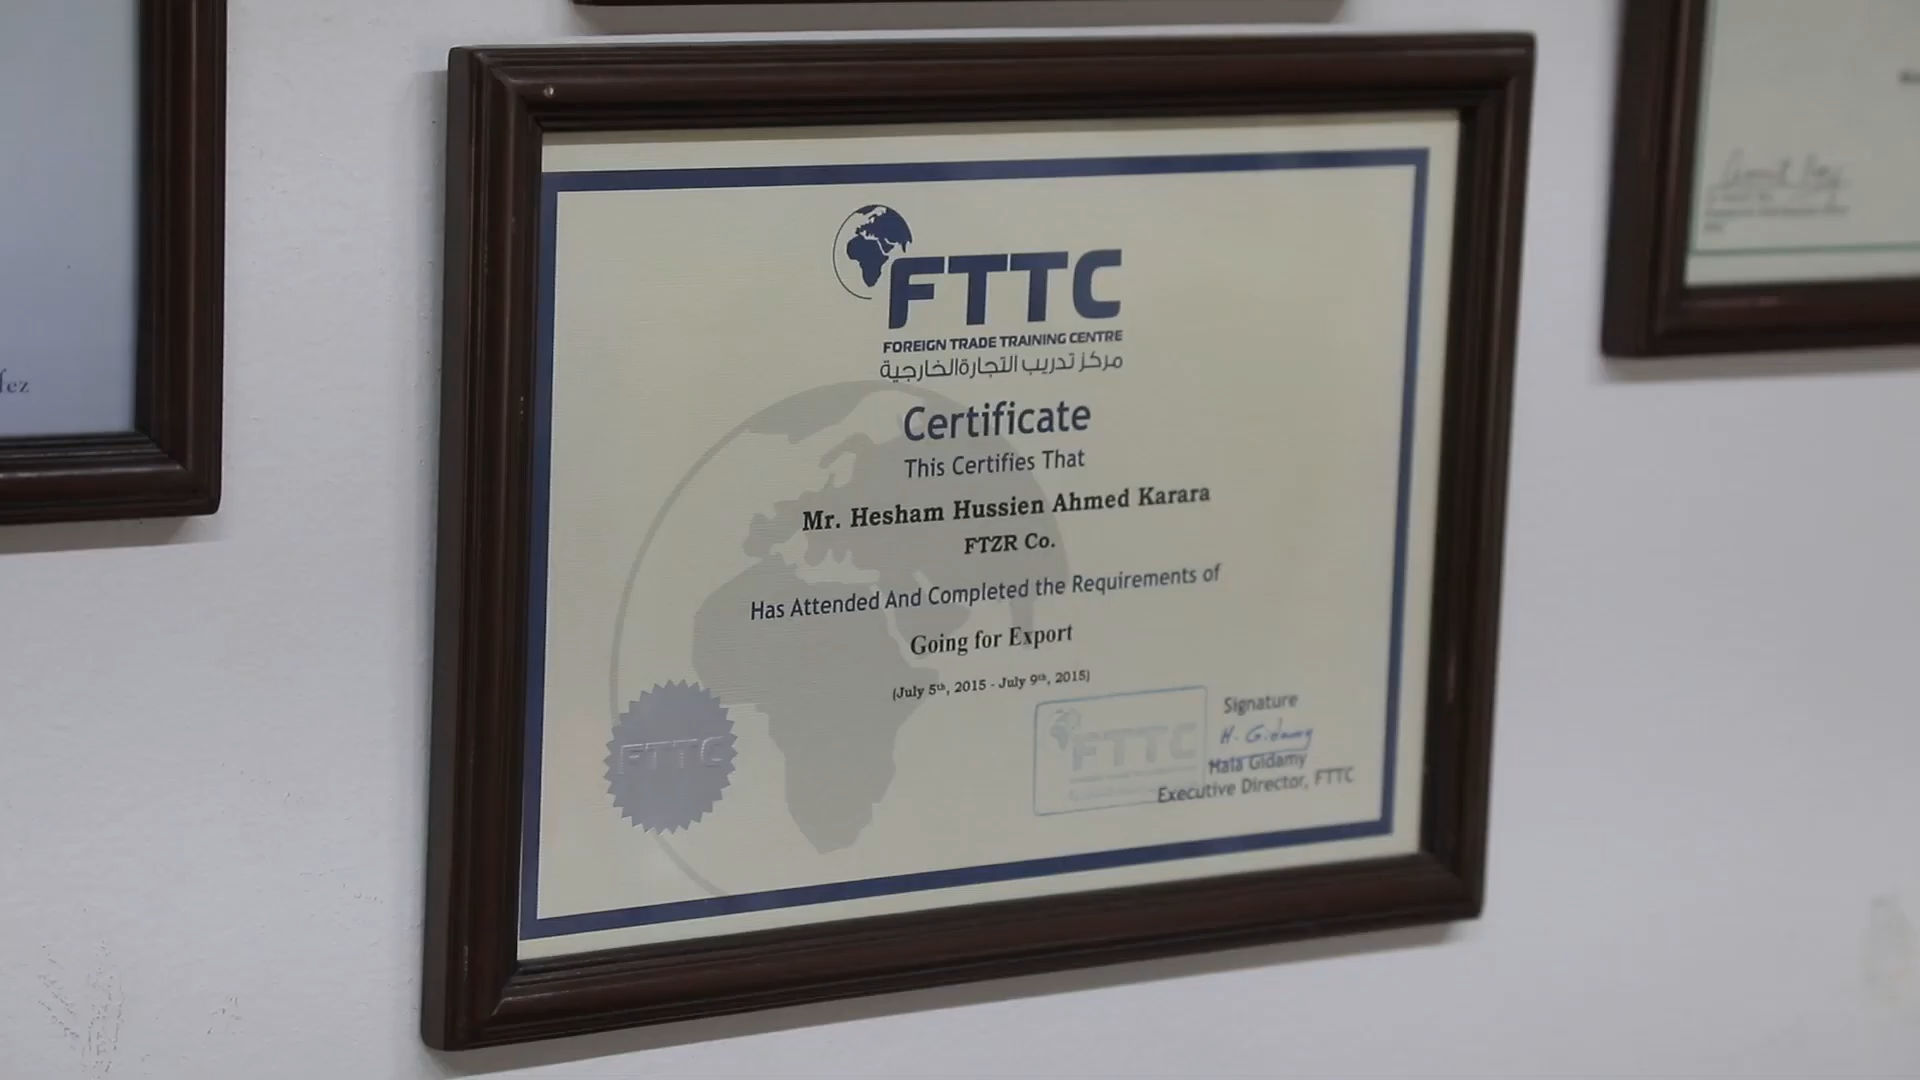 FTTC
FOREIGN TRADE TRAINING CENTRE
مركز تدريب التجارة الخارجية
Certificate
This Certifies That
Mr. Hesham Hussien Ahmed Karara
FTZR Co.
Has Attended And Completed the Requirements of
Going for Export
(July 5th, 2015 - July 9th, 2015)
FTTC
FTTC
Signature
H. Gidamy
Hala Gidamy
Executive Director, FTTC